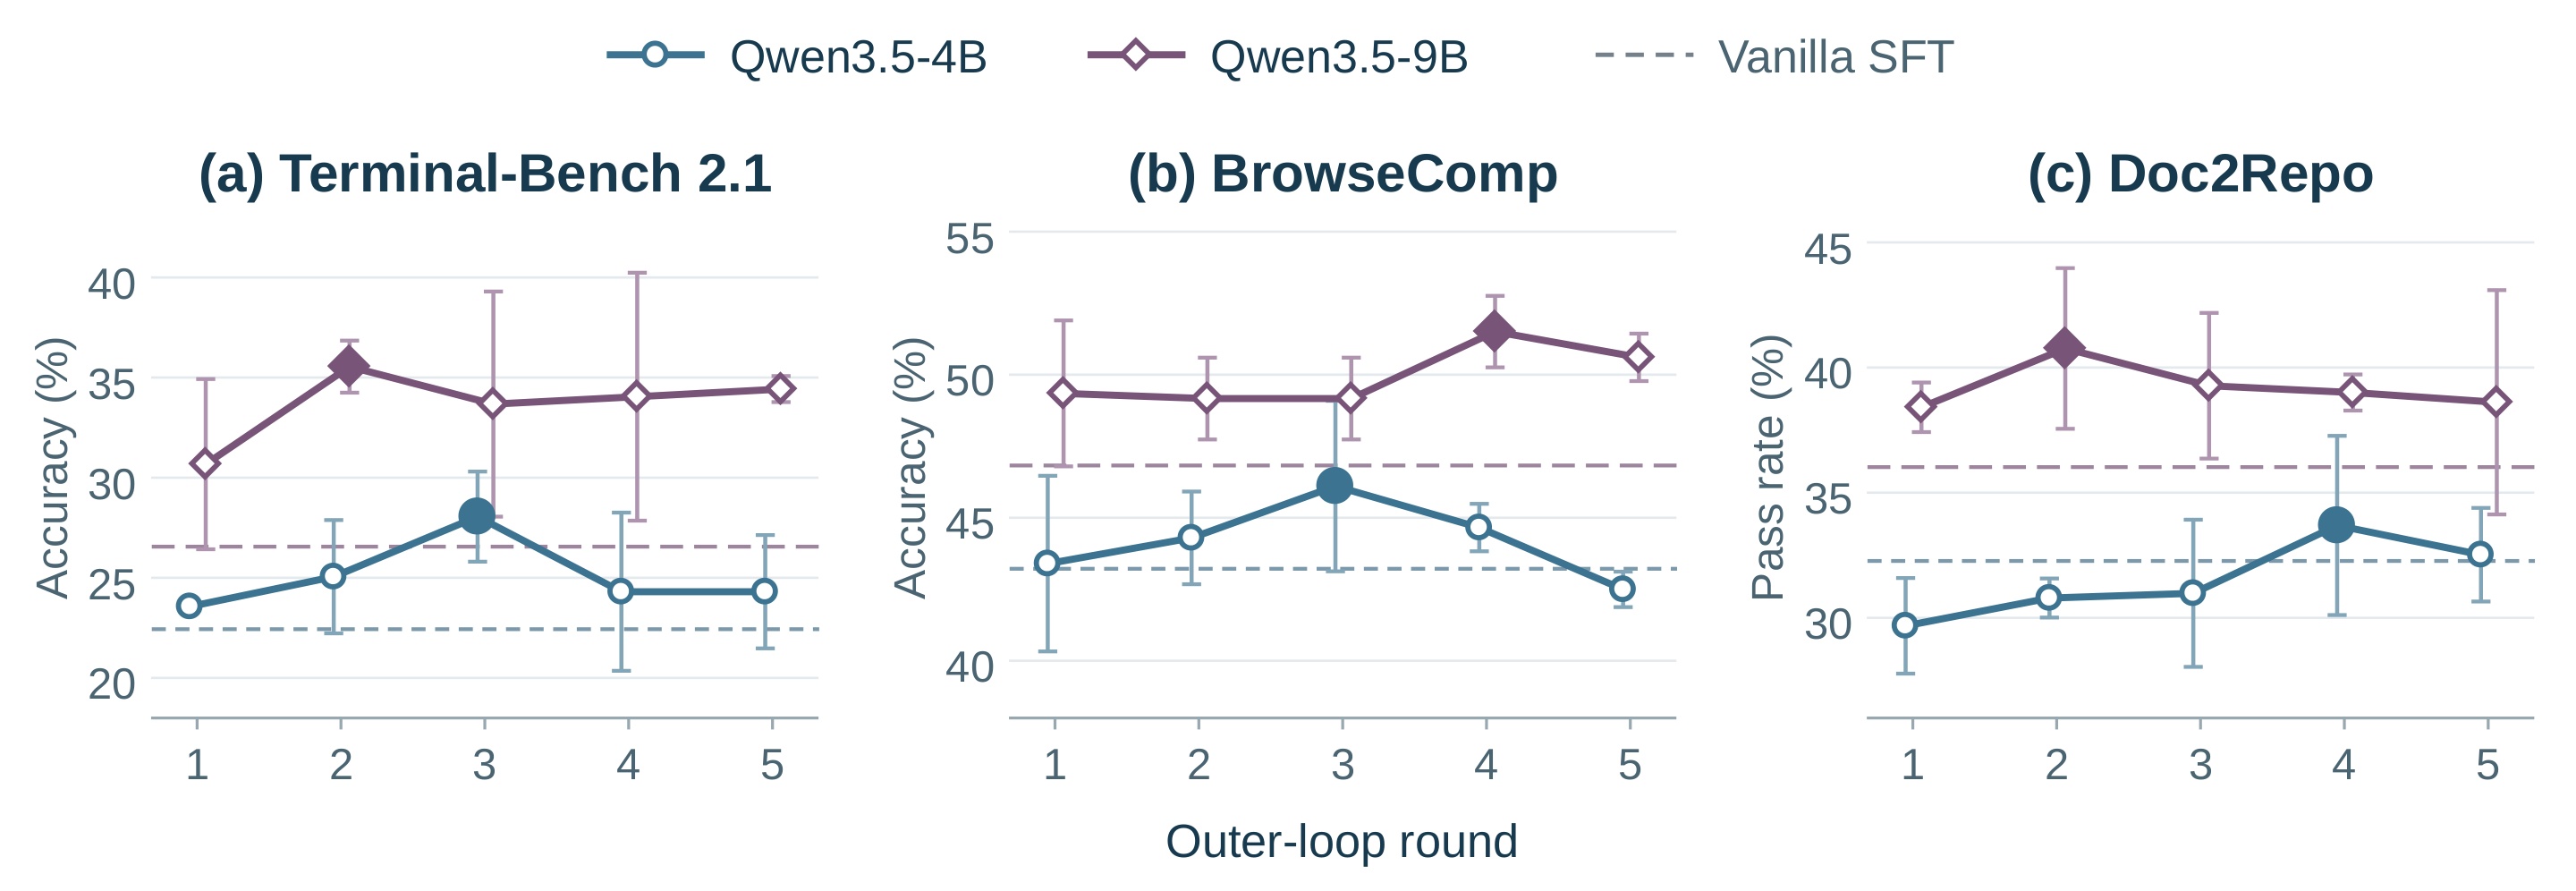 Qwen3.5-4B Qwen3.5-9B Vanilla SFT
(a) Terminal-Bench 2.1
Accuracy (%)
40
35
30
25
20
1 2 3 4 5
(b) BrowseComp
Accuracy (%)
55
50
45
40
1 2 3 4 5
Outer-loop round
(c) Doc2Repo
Pass rate (%)
45
40
35
30
1 2 3 4 5